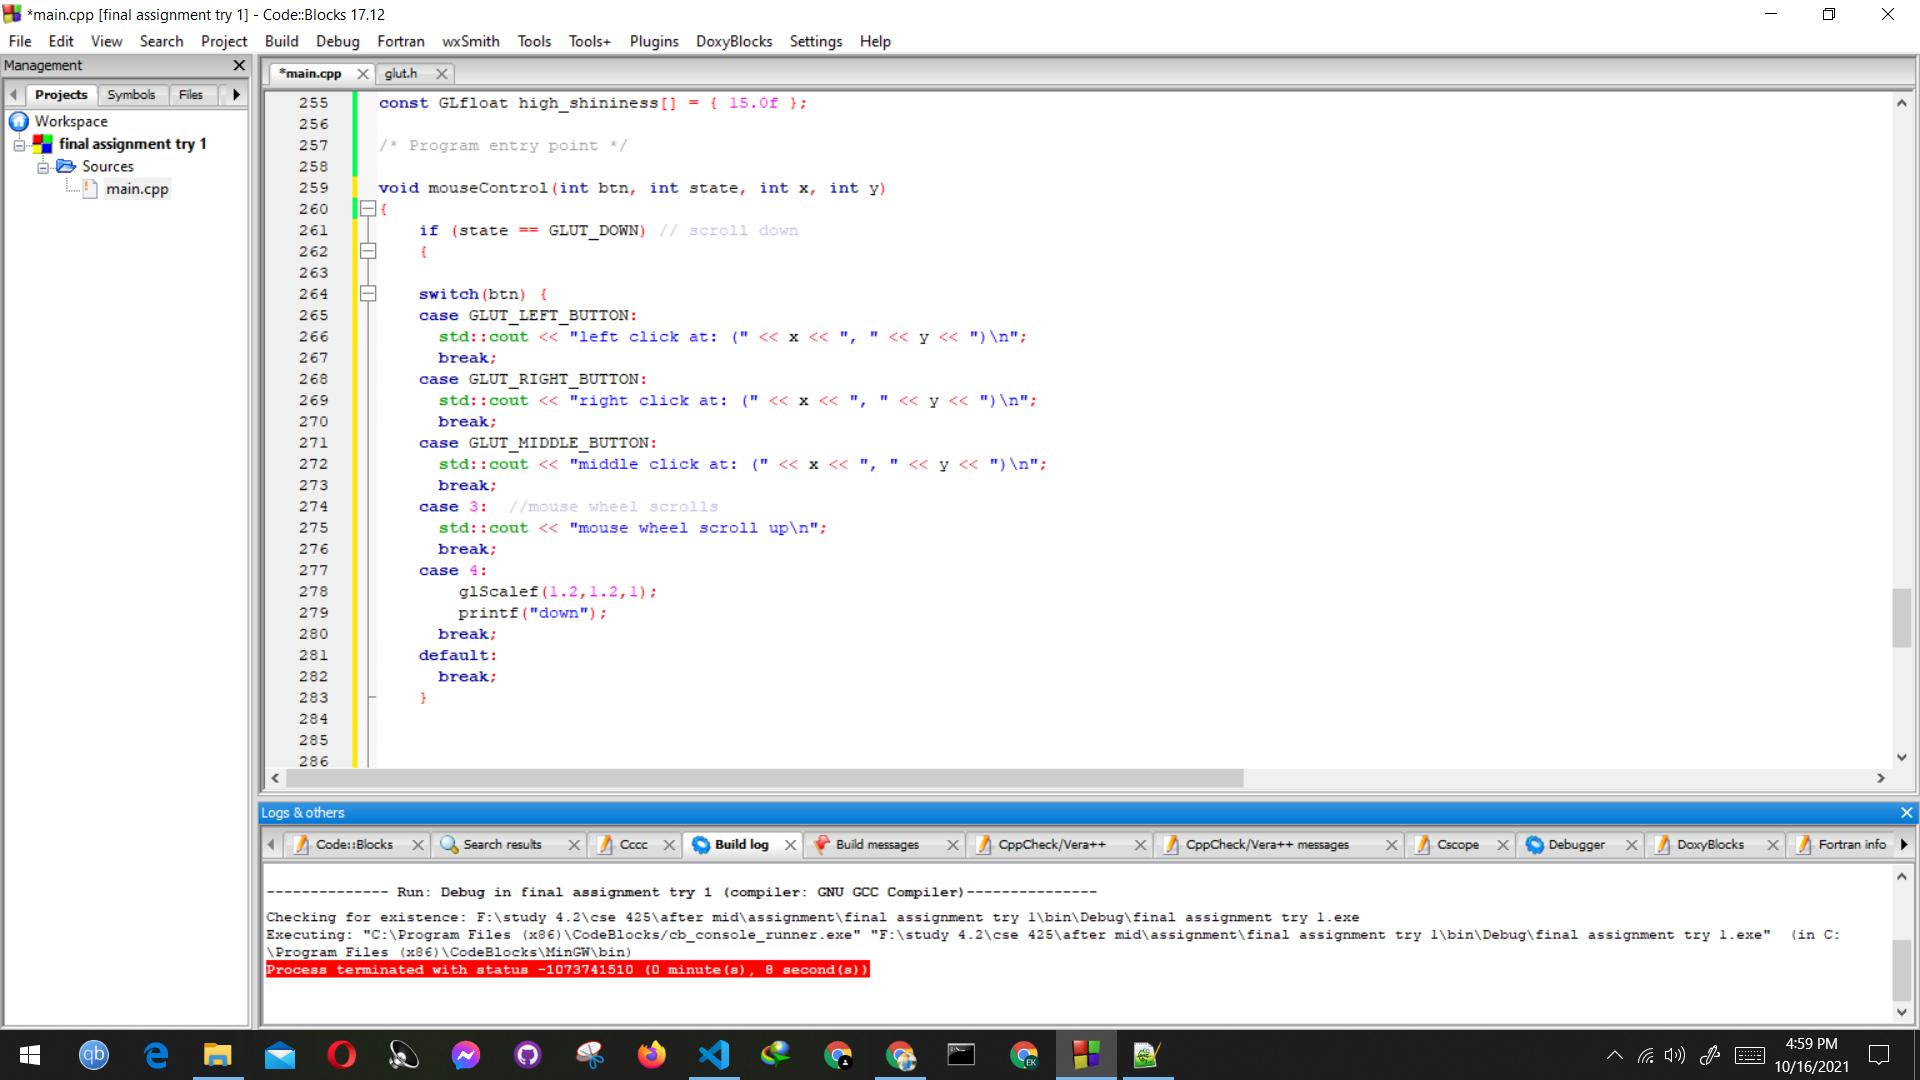 *main.cpp [final assignment try 1] - Code::Blocks 17.12
File Edit View Search Project Build Debug Fortran wxSmith Tools Tools+ Plugins DoxyBlocks Settings Help
Management
*main.cpp glut.h
Projects Symbols Files
Workspace
final assignment try 1
Sources
main.cpp
255 const GLfloat high_shininess[] = { 15.0f };
256
257 /* Program entry point */
258
259 void mouseControl(int btn, int state, int x, int y)
260 {
261 if (state == GLUT_DOWN) // scroll down
262 {
263
264 switch(btn) {
265 case GLUT_LEFT_BUTTON:
266 std::cout << "left click at: (" << x << ", " << y << ")\n";
267 break;
268 case GLUT_RIGHT_BUTTON:
269 std::cout << "right click at: (" << x << ", " << y << ")\n";
270 break;
271 case GLUT_MIDDLE_BUTTON:
272 std::cout << "middle click at: (" << x << ", " << y << ")\n";
273 break;
274 case 3: //mouse wheel scrolls
275 std::cout << "mouse wheel scroll up\n";
276 break;
277 case 4:
278 glScalef(1.2,1.2,1);
279 printf("down");
280 break;
281 default:
282 break;
283 }
284
285
286
Logs & others
Code::Blocks Search results Cccc Build log Build messages CppCheck/Vera++ CppCheck/Vera++ messages Cscope Debugger DoxyBlocks Fortran info
-------------- Run: Debug in final assignment try 1 (compiler: GNU GCC Compiler)---------------
Checking for existence: F:\study 4.2\cse 425\after mid\assignment\final assignment try 1\bin\Debug\final assignment try 1.exe
Executing: "C:\Program Files (x86)\CodeBlocks/cb_console_runner.exe" "F:\study 4.2\cse 425\after mid\assignment\final assignment try 1\bin\Debug\final assignment try 1.exe" (in C:
\Program Files (x86)\CodeBlocks\MinGW\bin)
Process terminated with status -1073741510 (0 minute(s), 8 second(s))
qb
EK
4:59 PM
10/16/2021